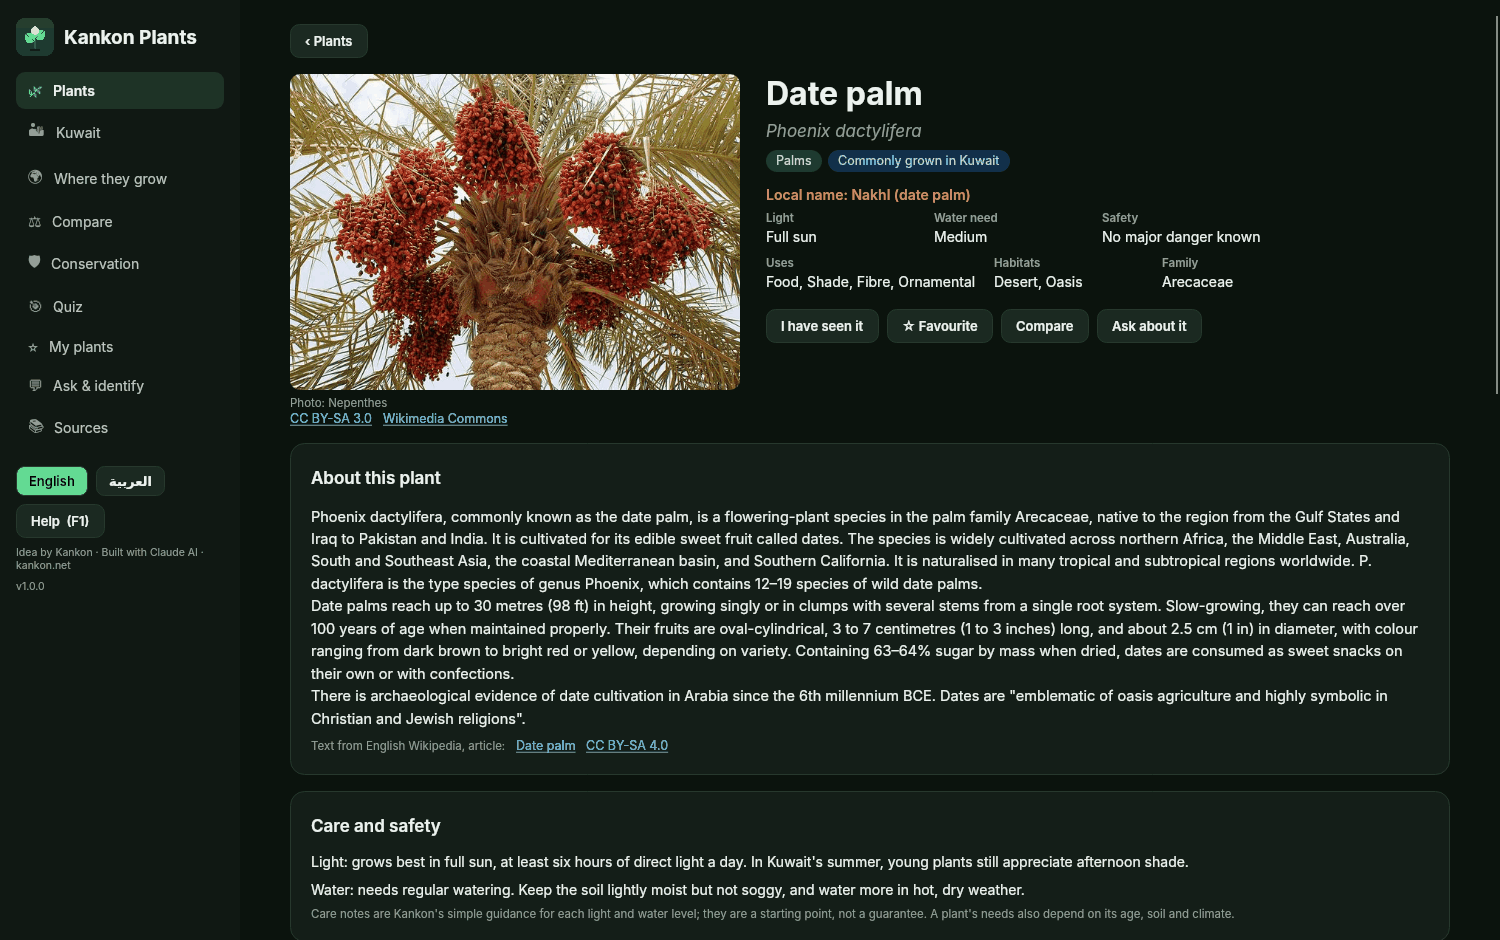 Kankon Plants
Plants
Kuwait
Where they grow
Compare
Conservation
Quiz
My plants
Ask & identify
Sources
English
العربية
Help (F1)
Idea by Kankon · Built with Claude AI ·
kankon.net
v1.0.0
‹ Plants
Photo: Nepenthes
CC BY-SA 3.0 Wikimedia Commons
Date palm
Phoenix dactylifera
Palms Commonly grown in Kuwait
Local name: Nakhl (date palm)
Light Water need Safety
Full sun Medium No major danger known
Uses Habitats Family
Food, Shade, Fibre, Ornamental Desert, Oasis Arecaceae
I have seen it ☆ Favourite Compare Ask about it
About this plant
Phoenix dactylifera, commonly known as the date palm, is a flowering-plant species in the palm family Arecaceae, native to the region from the Gulf States and
Iraq to Pakistan and India. It is cultivated for its edible sweet fruit called dates. The species is widely cultivated across northern Africa, the Middle East, Australia,
South and Southeast Asia, the coastal Mediterranean basin, and Southern California. It is naturalised in many tropical and subtropical regions worldwide. P.
dactylifera is the type species of genus Phoenix, which contains 12–19 species of wild date palms.
Date palms reach up to 30 metres (98 ft) in height, growing singly or in clumps with several stems from a single root system. Slow-growing, they can reach over
100 years of age when maintained properly. Their fruits are oval-cylindrical, 3 to 7 centimetres (1 to 3 inches) long, and about 2.5 cm (1 in) in diameter, with colour
ranging from dark brown to bright red or yellow, depending on variety. Containing 63–64% sugar by mass when dried, dates are consumed as sweet snacks on
their own or with confections.
There is archaeological evidence of date cultivation in Arabia since the 6th millennium BCE. Dates are "emblematic of oasis agriculture and highly symbolic in
Christian and Jewish religions".
Text from English Wikipedia, article: Date palm CC BY-SA 4.0
Care and safety
Light: grows best in full sun, at least six hours of direct light a day. In Kuwait's summer, young plants still appreciate afternoon shade.
Water: needs regular watering. Keep the soil lightly moist but not soggy, and water more in hot, dry weather.
Care notes are Kankon's simple guidance for each light and water level; they are a starting point, not a guarantee. A plant's needs also depend on its age, soil and climate.